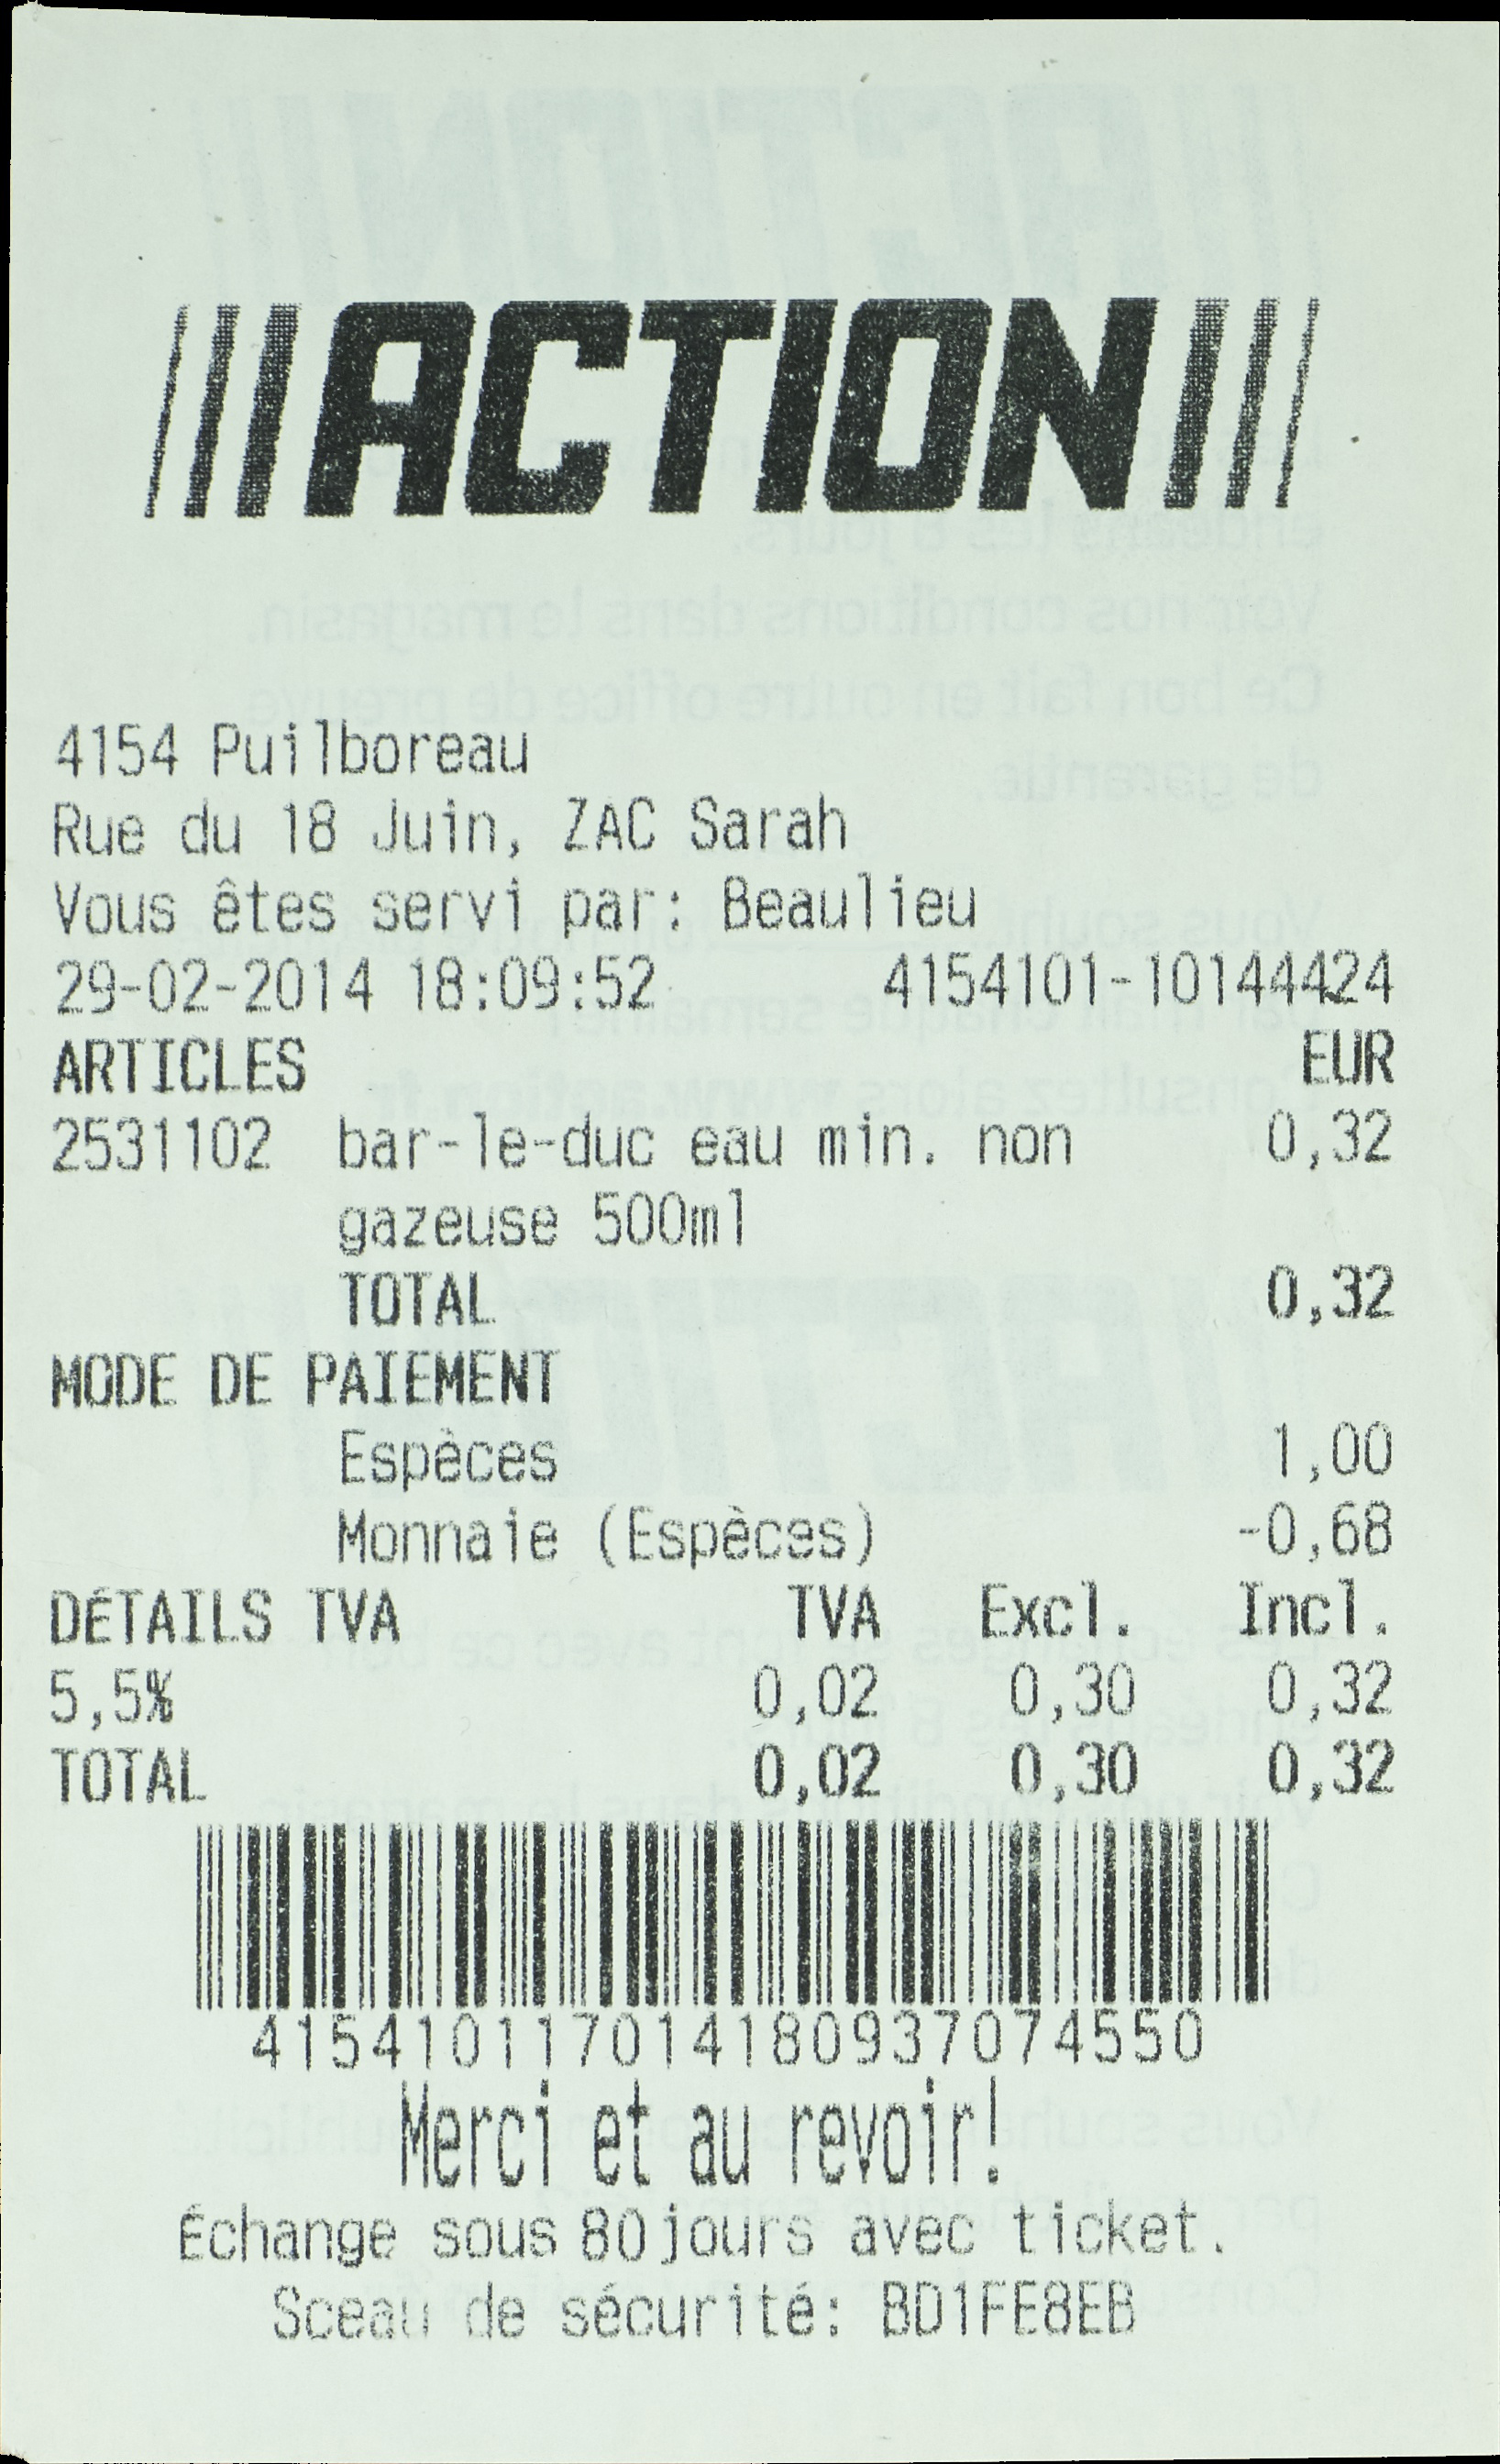 ACTION
4154 Puilboreau
Rue du 18 Juin, ZAC Sarah
Vous êtes servi par: Beaulieu
29-02-2014 18:09:52 4154101-10144424
ARTICLES EUR
2531102 bar-le-duc eau min. non 0,32
gazeuse 500ml
TOTAL 0,32
MODE DE PAIEMENT
Espèces 1,00
Monnaie (Espèces) -0,68
DÉTAILS TVA TVA Excl. Incl.
5,5% 0,02 0,30 0,32
TOTAL 0,02 0,30 0,32
415410117014180937074550
Merci et au revoir!
Échange sous 80 jours avec ticket.
Sceau de sécurité: BD1FE8EB